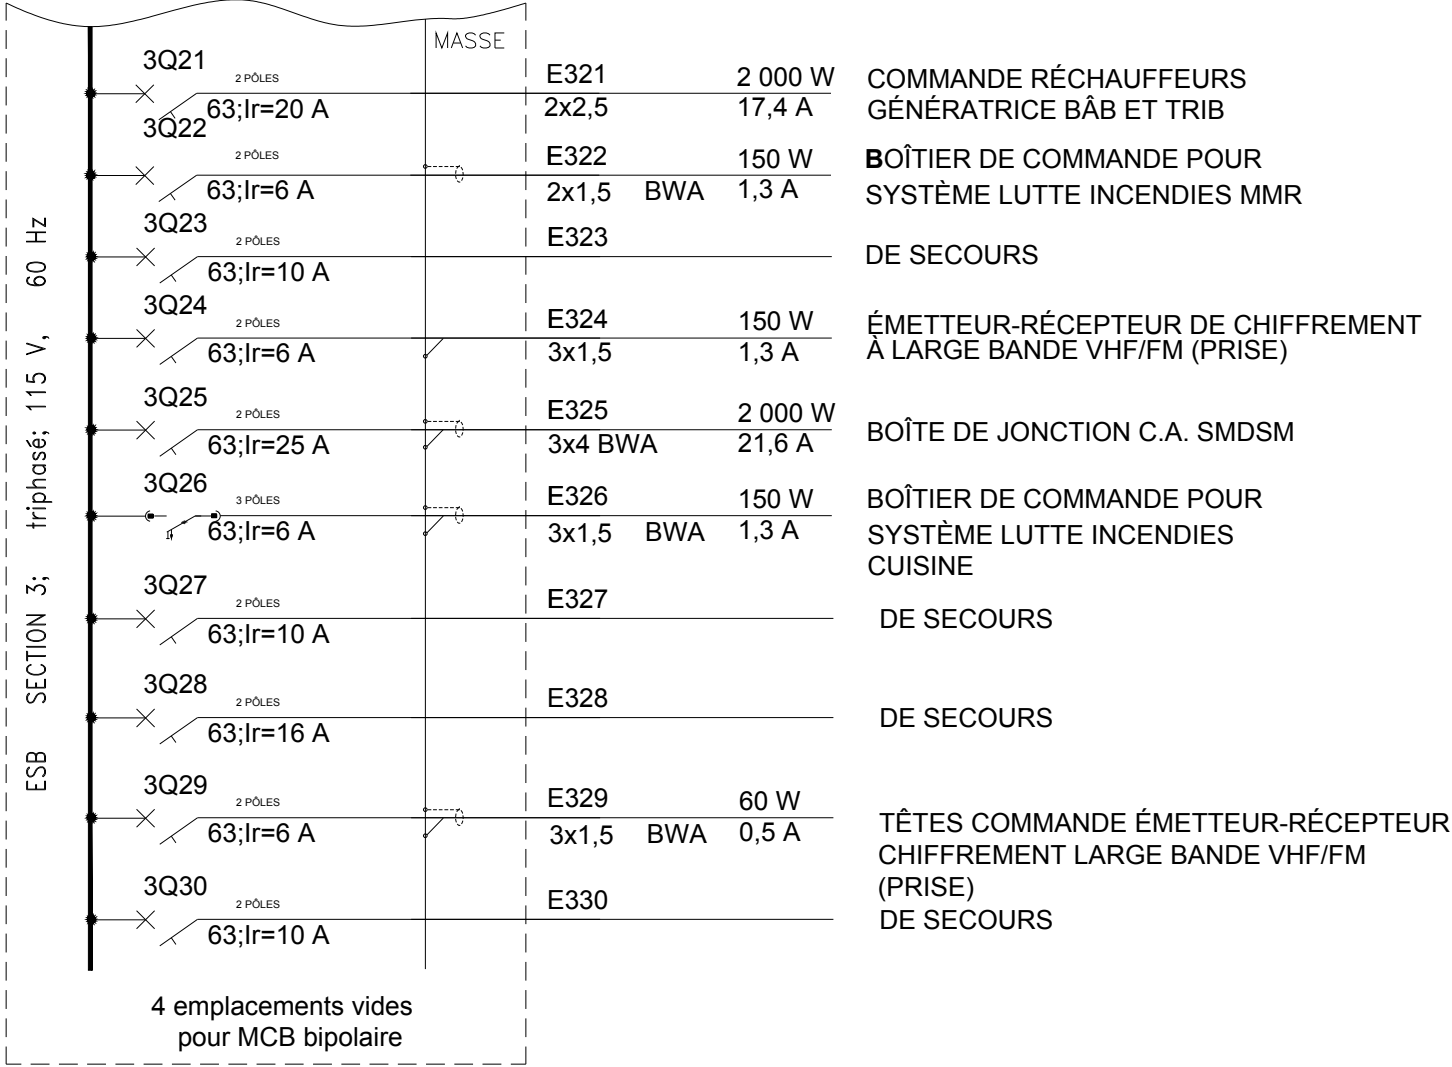 MASSE
ESB SECTION 3; triphasé; 115 V, 60 Hz
3Q21
2 PÔLES
63;Ir=20 A
E321
2x2,5
2 000 W
17,4 A
COMMANDE RÉCHAUFFEURS
GÉNÉRATRICE BÂB ET TRIB
3Q22
2 PÔLES
63;Ir=6 A
E322
2x1,5 BWA
150 W
1,3 A
BOÎTIER DE COMMANDE POUR
SYSTÈME LUTTE INCENDIES MMR
3Q23
2 PÔLES
63;Ir=10 A
E323
DE SECOURS
3Q24
2 PÔLES
63;Ir=6 A
E324
3x1,5
150 W
1,3 A
ÉMETTEUR-RÉCEPTEUR DE CHIFFREMENT
À LARGE BANDE VHF/FM (PRISE)
3Q25
2 PÔLES
63;Ir=25 A
E325
3x4 BWA
2 000 W
21,6 A
BOÎTE DE JONCTION C.A. SMDSM
3Q26
3 PÔLES
63;Ir=6 A
E326
3x1,5 BWA
150 W
1,3 A
BOÎTIER DE COMMANDE POUR
SYSTÈME LUTTE INCENDIES
CUISINE
3Q27
2 PÔLES
63;Ir=10 A
E327
DE SECOURS
3Q28
2 PÔLES
63;Ir=16 A
E328
DE SECOURS
3Q29
2 PÔLES
63;Ir=6 A
E329
3x1,5 BWA
60 W
0,5 A
TÊTES COMMANDE ÉMETTEUR-RÉCEPTEUR
CHIFFREMENT LARGE BANDE VHF/FM
(PRISE)
3Q30
2 PÔLES
63;Ir=10 A
E330
DE SECOURS
4 emplacements vides
pour MCB bipolaire